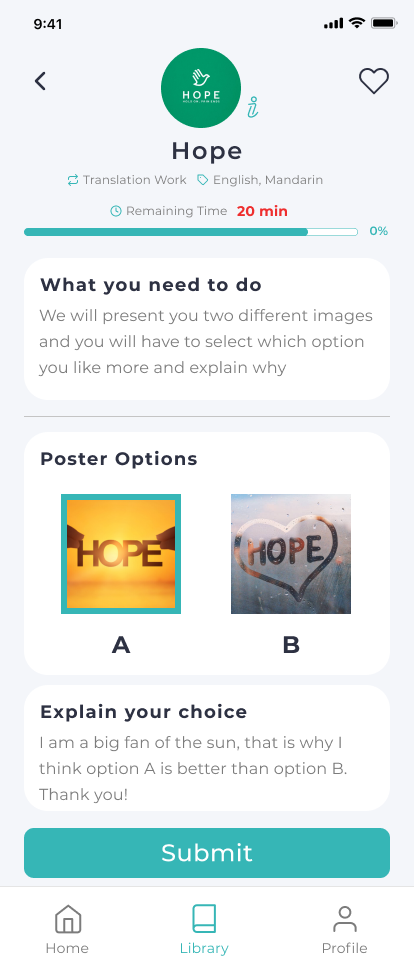 9:41
HOPE
Hope
Translation Work English, Mandarin
Remaining Time 20 min
0%
What you need to do
We will present you two different images
and you will have to select which option
you like more and explain why
Poster Options
HOPE HOPE
A B
Explain your choice
I am a big fan of the sun, that is why I
think option A is better than option B.
Thank you!
Submit
Home Library Profile